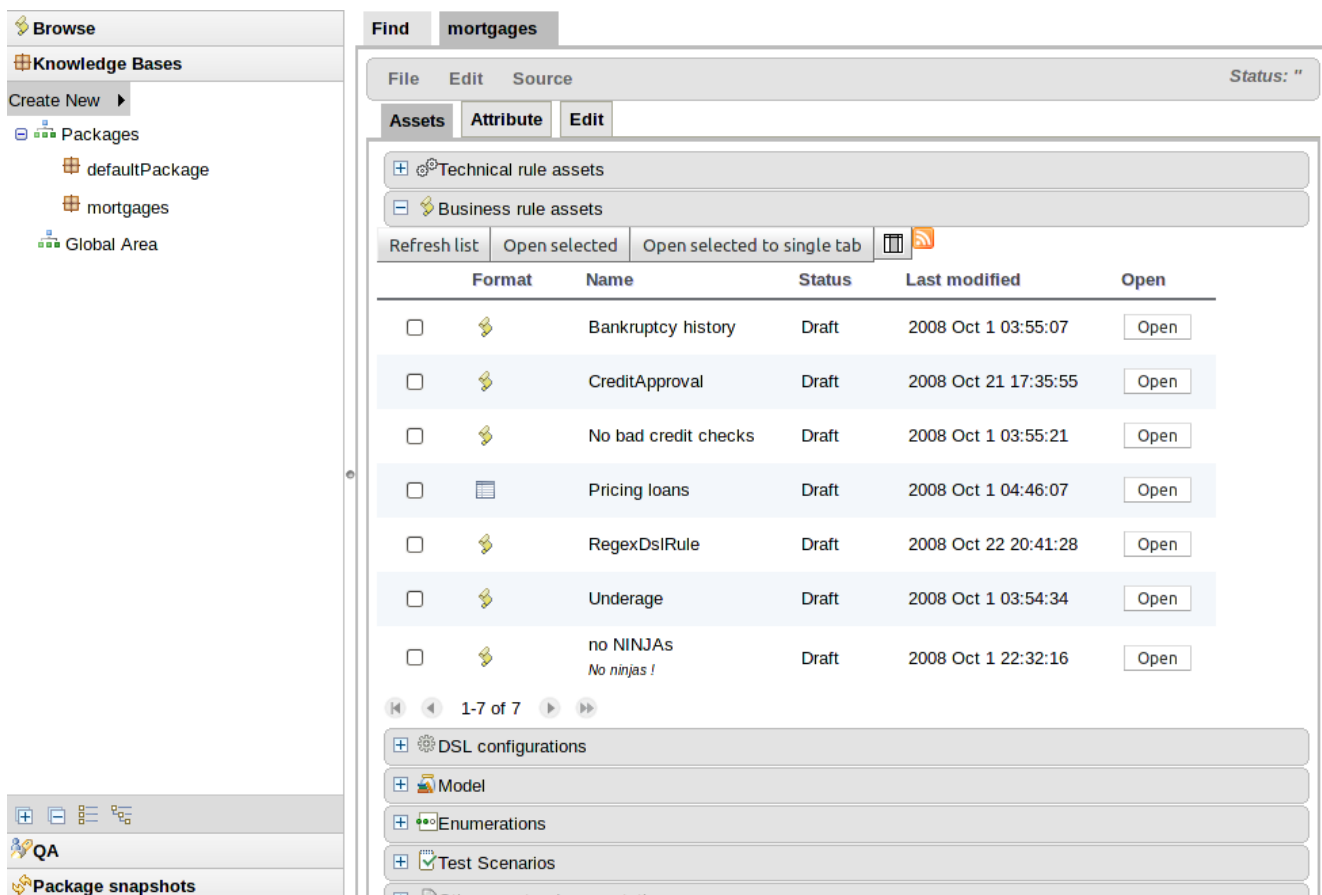 Browse
Knowledge Bases
Create New
Packages
defaultPackage
mortgages
Global Area
QA
Package snapshots
Find mortgages
File Edit Source Status: "
Assets Attribute Edit
Technical rule assets
Business rule assets
Refresh list Open selected Open selected to single tab
Format Name Status Last modified Open
Bankruptcy history Draft 2008 Oct 1 03:55:07 Open
CreditApproval Draft 2008 Oct 21 17:35:55 Open
No bad credit checks Draft 2008 Oct 1 03:55:21 Open
Pricing loans Draft 2008 Oct 1 04:46:07 Open
RegexDslRule Draft 2008 Oct 22 20:41:28 Open
Underage Draft 2008 Oct 1 03:54:34 Open
no NINJAs Draft 2008 Oct 1 22:32:16 Open
No ninjas !
1-7 of 7
DSL configurations
Model
Enumerations
Test Scenarios